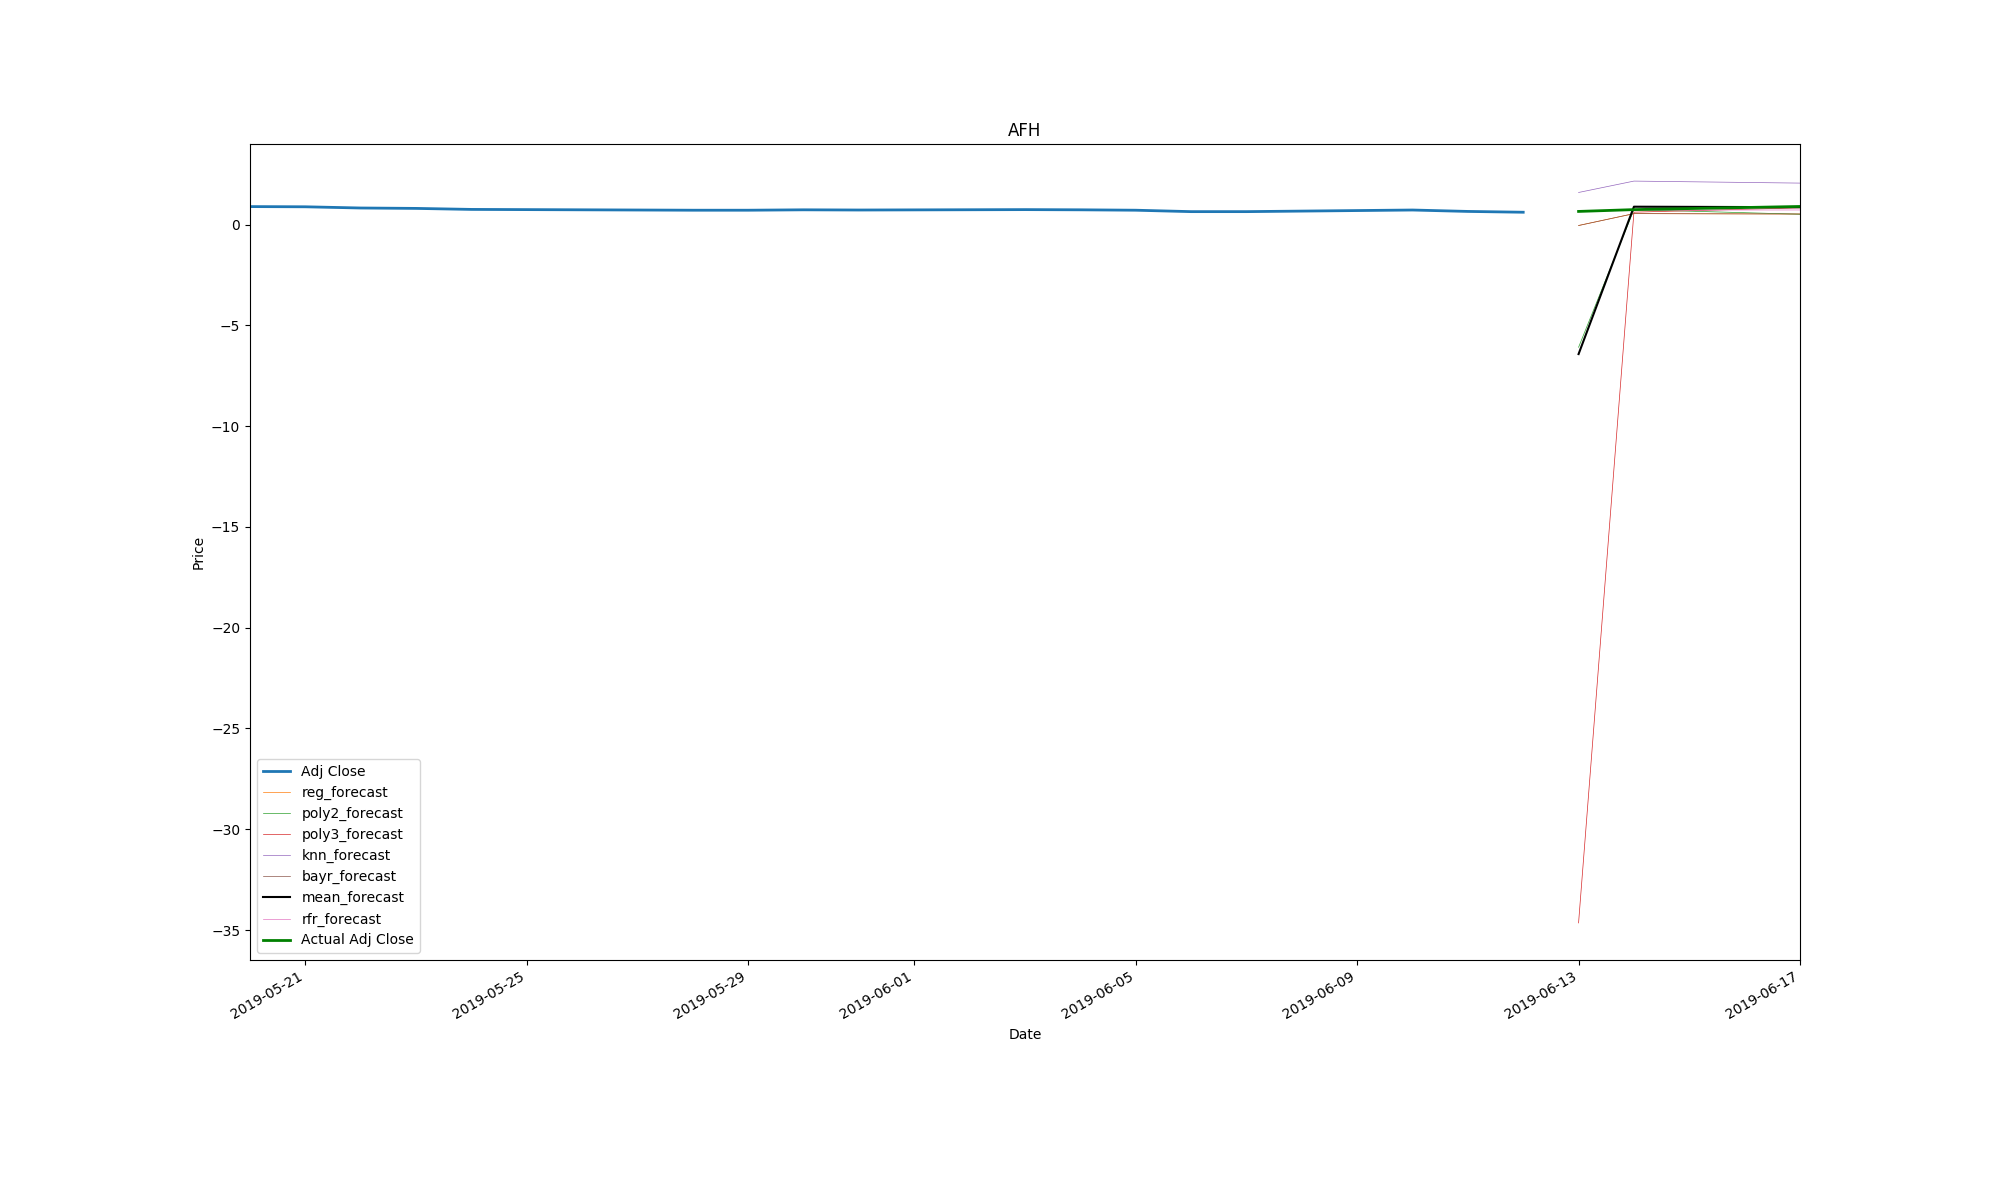 AFH
0
−5
−10
−15
−20
−25
−30
−35
Price
Adj Close
reg_forecast
poly2_forecast
poly3_forecast
knn_forecast
bayr_forecast
mean_forecast
rfr_forecast
Actual Adj Close
2019-05-21
2019-05-25
2019-05-29
2019-06-01
2019-06-05
2019-06-09
2019-06-13
2019-06-17
Date